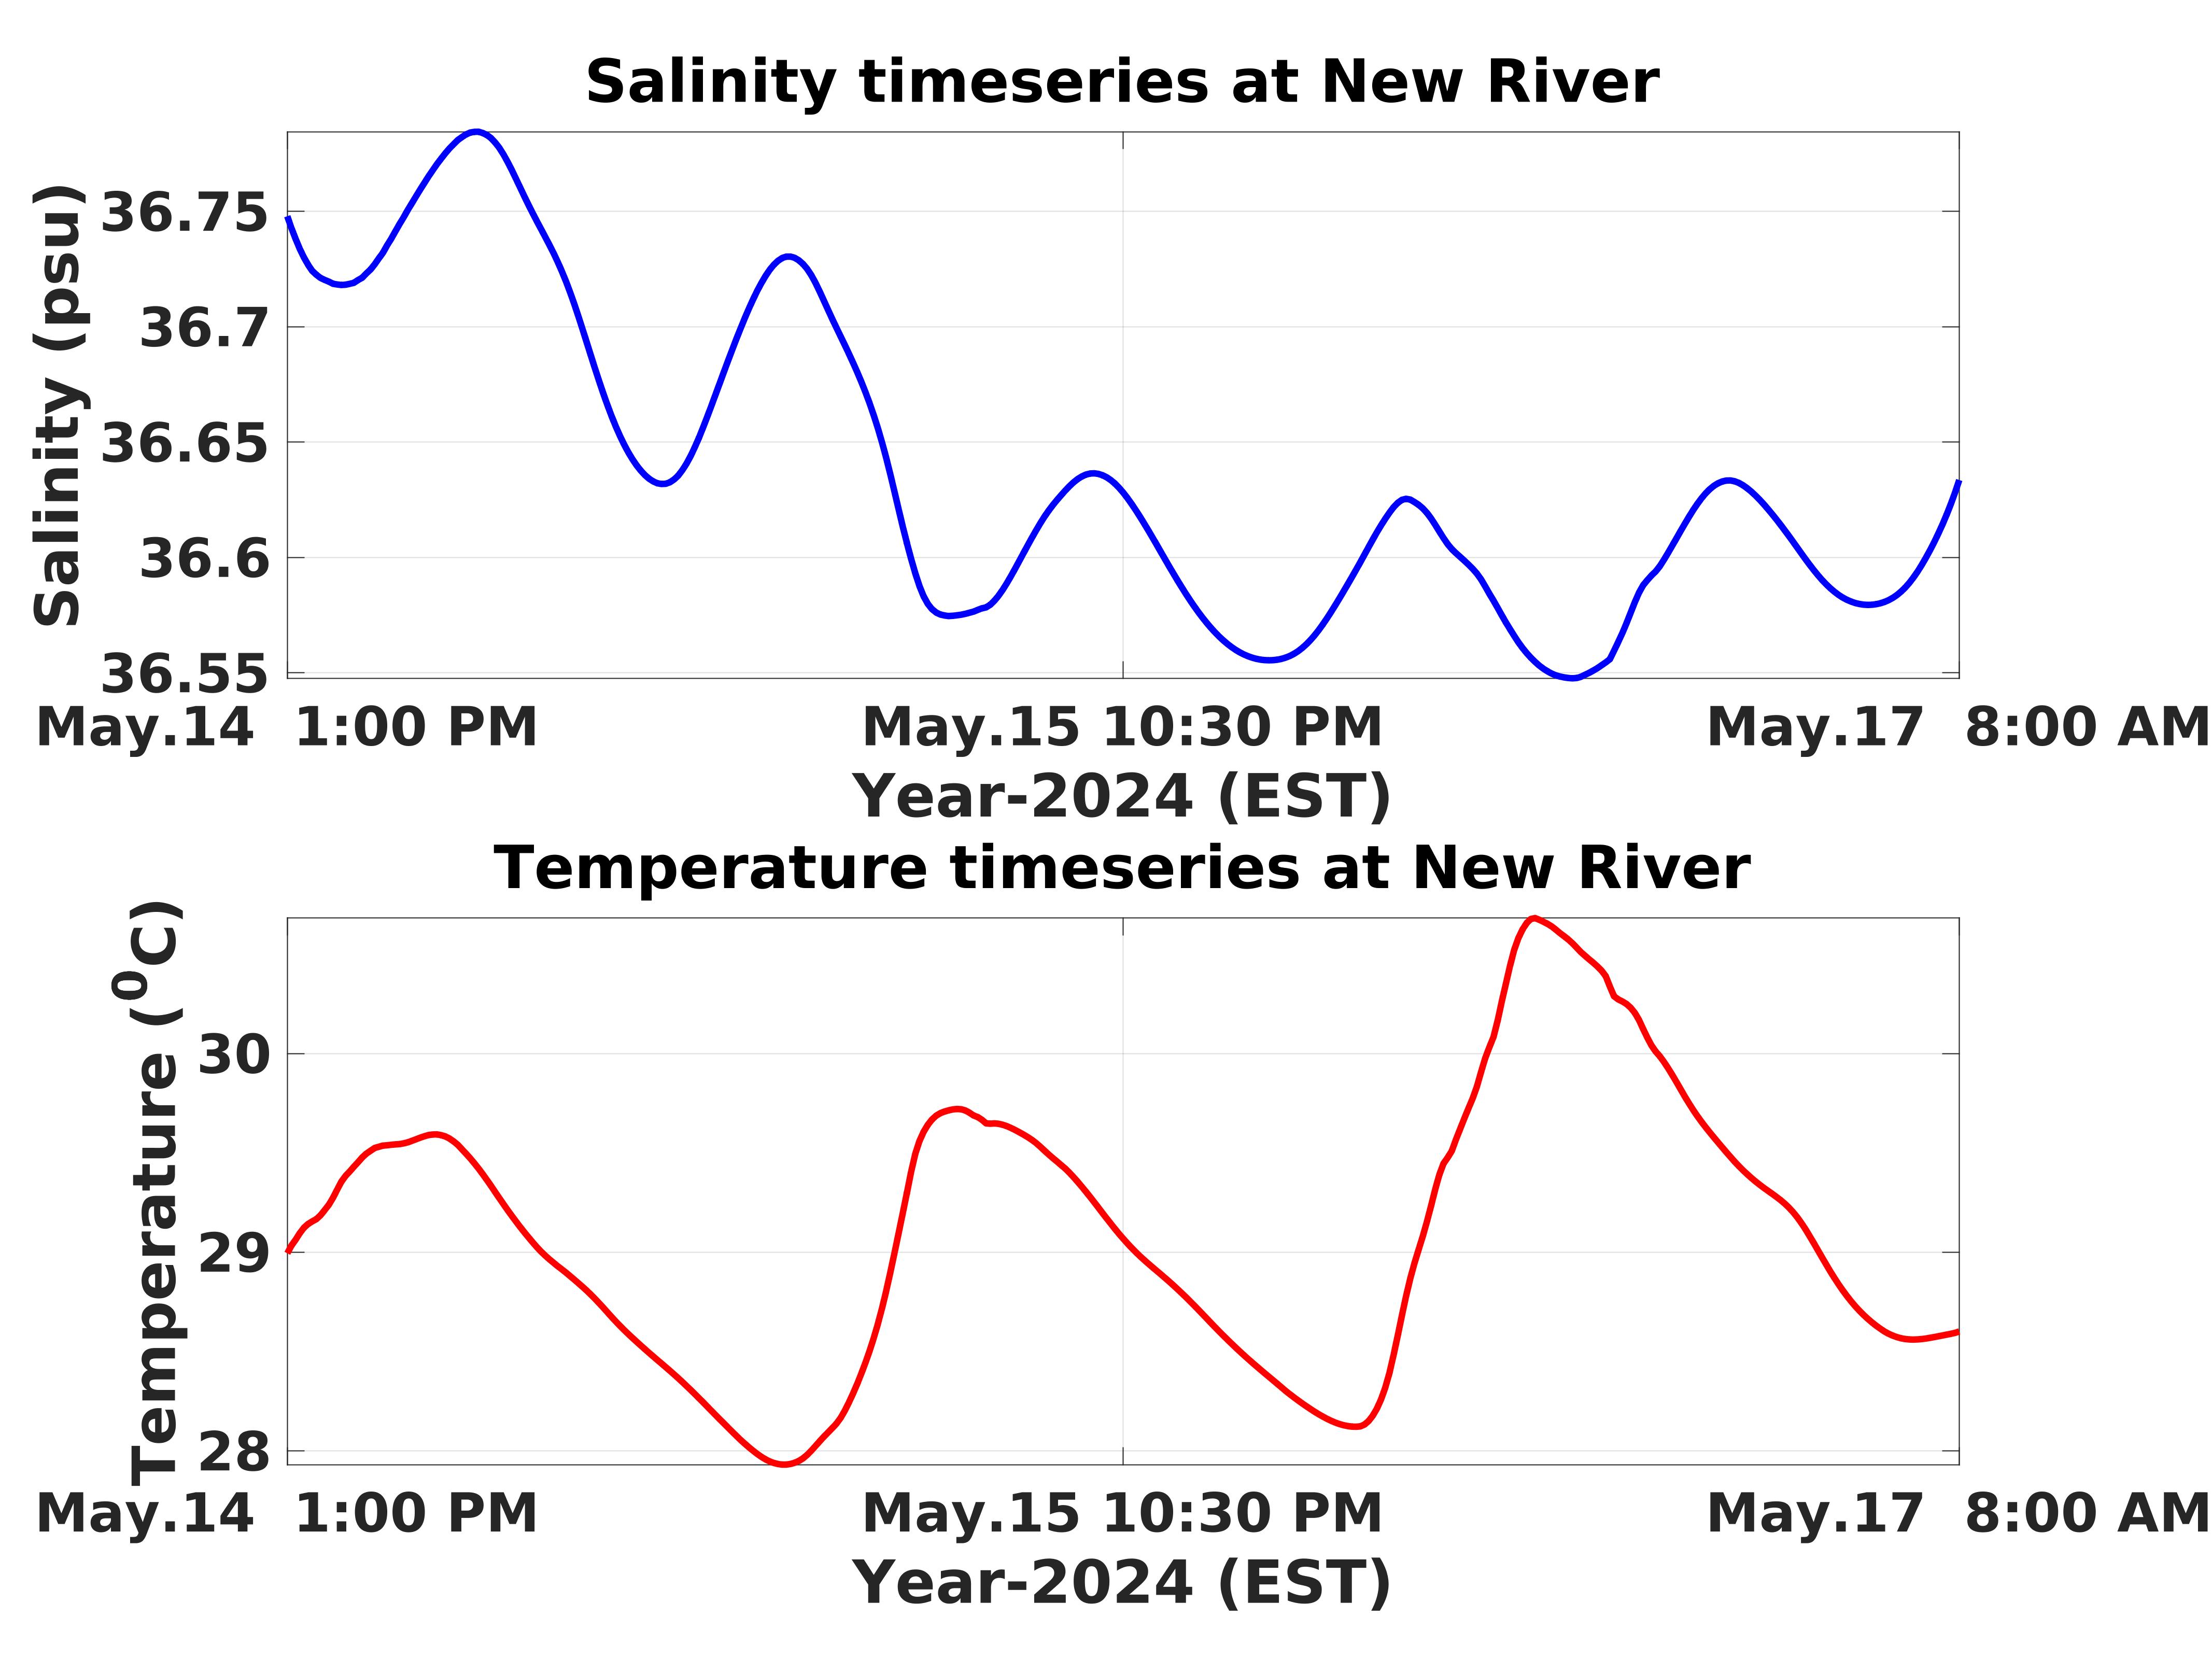 Salinity timeseries at New River
Salinity (psu)
36.75
36.7
36.65
36.6
36.55
May.14 1:00 PM May.15 10:30 PM May.17 8:00 AM
Year-2024 (EST)
Temperature timeseries at New River
Temperature (⁰C)
30
29
28
May.14 1:00 PM May.15 10:30 PM May.17 8:00 AM
Year-2024 (EST)